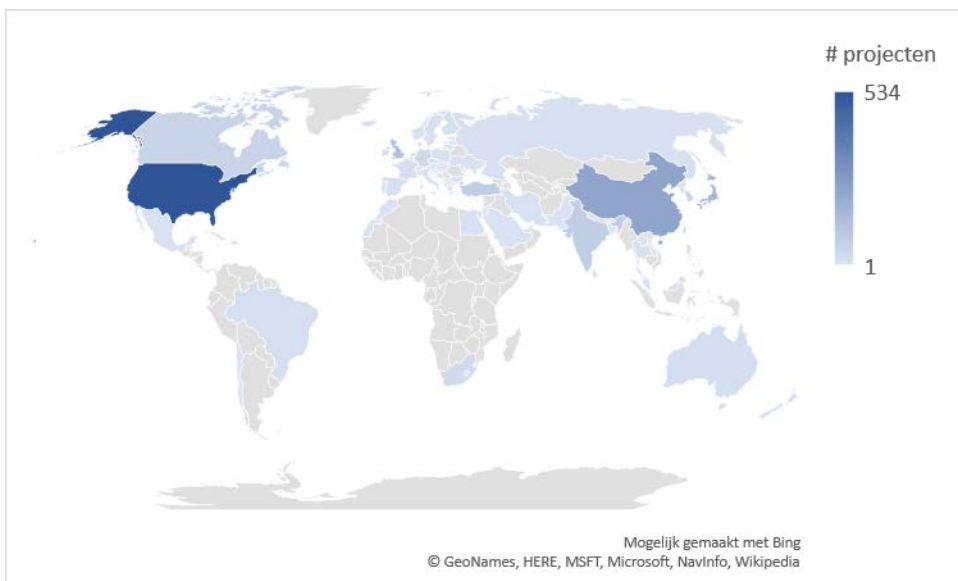 # projecten
534
1
Mogelijk gemaakt met Bing
© GeoNames, HERE, MSFT, Microsoft, NavInfo, Wikipedia